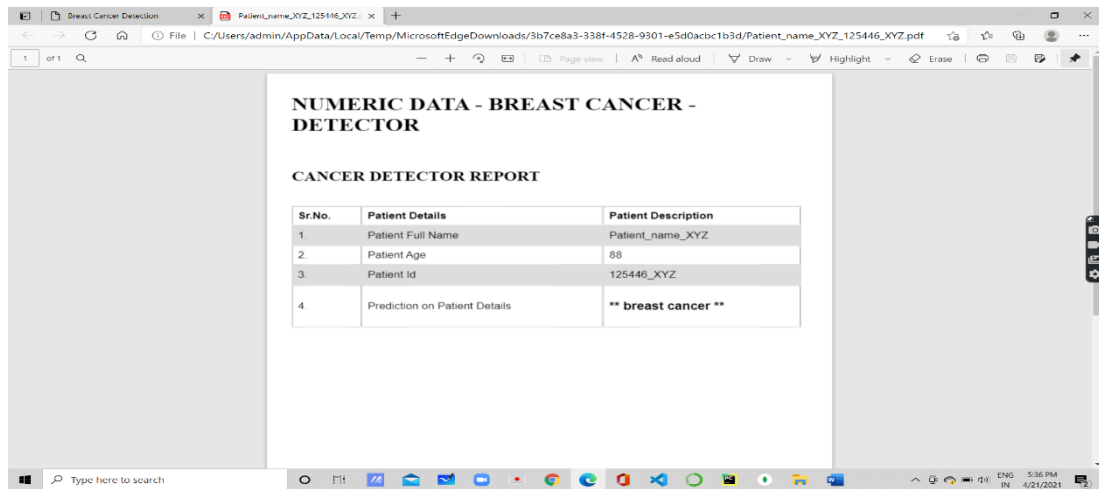 Breast Cancer Detection
Patient_name_XYZ_125446_XYZ.p
File C:/Users/admin/AppData/Local/Temp/MicrosoftEdgeDownloads/3b7ce8a3-338f-4528-9301-e5d0acbc1b3d/Patient_name_XYZ_125446_XYZ.pdf
1 of 1 Page view Read aloud Draw Highlight Erase
NUMERIC DATA - BREAST CANCER -
DETECTOR
CANCER DETECTOR REPORT
Sr.No. Patient Details Patient Description
1. Patient Full Name Patient_name_XYZ
2. Patient Age 88
3. Patient Id 125446_XYZ
4. Prediction on Patient Details ** breast cancer **
Type here to search
ENG 5:36 PM
IN 4/21/2021